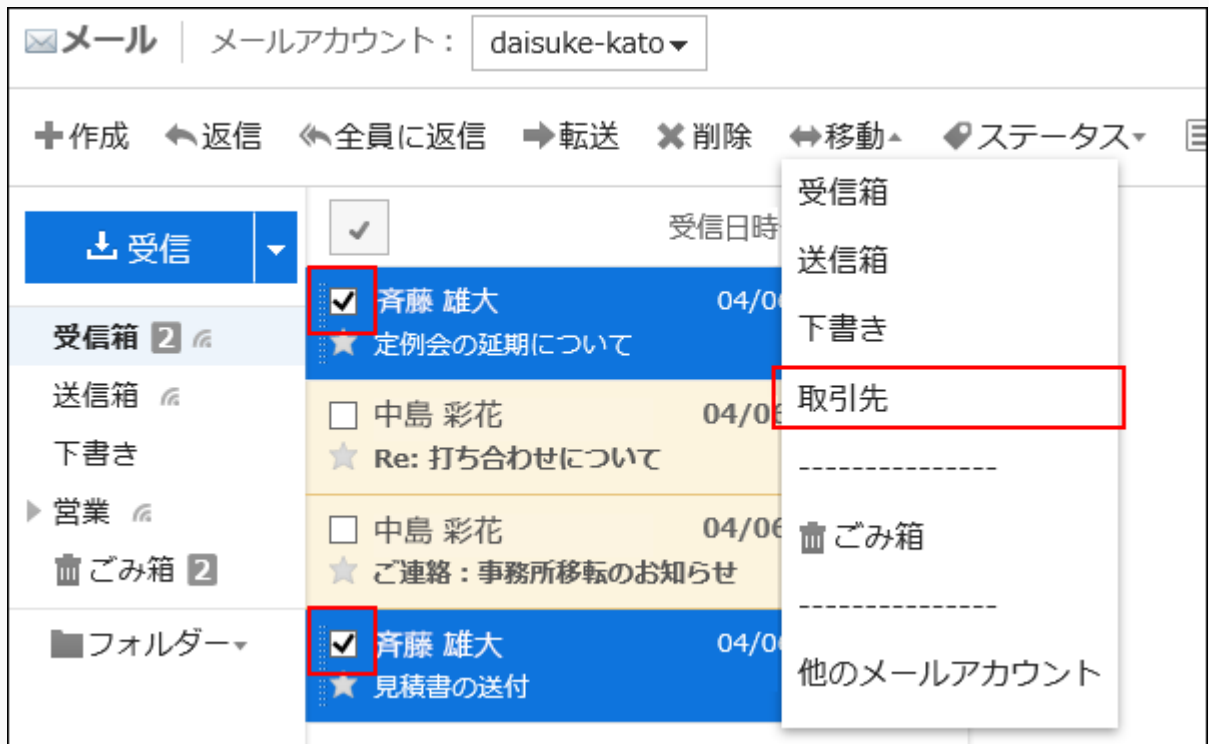 メール メールアカウント： daisuke-kato
作成 返信 全員に返信 転送 削除 移動 ステータス
受信
受信箱 2
送信箱
下書き
営業
ごみ箱 2
フォルダー
受信日時
斉藤 雄大 04/0
定例会の延期について
中島 彩花 04/0
Re: 打ち合わせについて
中島 彩花 04/0
ご連絡：事務所移転のお知らせ
斉藤 雄大 04/0
見積書の送付
受信箱
送信箱
下書き
取引先
---------------
ごみ箱
---------------
他のメールアカウント